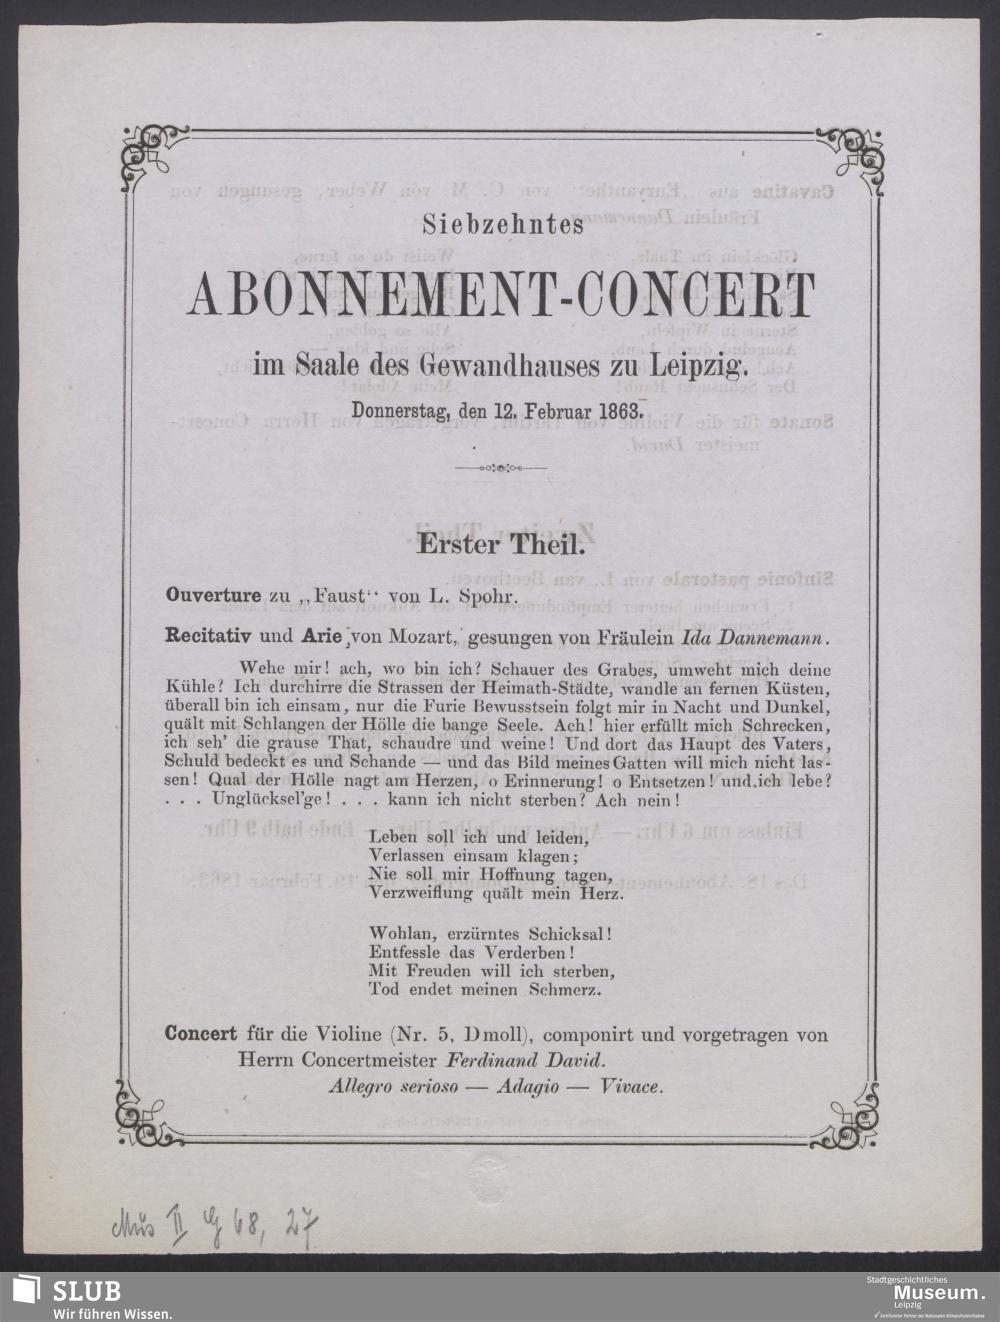 Siebzehntes
ABONNEMENT-CONCERT
im Saale des Gewandhauses zu Leipzig.
Donnerstag, den 12. Februar 1863.
Erster Theil.
Ouverture zu „Faust“ von L. Spohr.
Recitativ und Arie von Mozart, gesungen von Fräulein Ida Dannemann.
Wehe mir! ach, wo bin ich? Schauer des Grabes, umweht mich deine
Kühle? Ich durchirre die Strassen der Heimath-Städte, wandle an fernen Küsten,
überall bin ich einsam, nur die Furie Bewusstsein folgt mir in Nacht und Dunkel,
quält mit Schlangen der Hölle die bange Seele. Ach! hier erfüllt mich Schrecken,
ich seh’ die grause That, schaudre und weine! Und dort das Haupt des Vaters,
Schuld bedeckt es und Schande — und das Bild meines Gatten will mich nicht las-
sen! Qual der Hölle nagt am Herzen, o Erinnerung! o Entsetzen! und ich lebe?
. . . Unglücksel’ge! . . . kann ich nicht sterben? Ach nein!
Leben soll ich und leiden,
Verlassen einsam klagen;
Nie soll mir Hoffnung tagen,
Verzweiflung quält mein Herz.
Wohlan, erzürntes Schicksal!
Entfessle das Verderben!
Mit Freuden will ich sterben,
Tod endet meinen Schmerz.
Concert für die Violine (Nr. 5, Dmoll), componirt und vorgetragen von
Herrn Concertmeister Ferdinand David.
Allegro serioso — Adagio — Vivace.
Mus II G 68, 27
SLUB
Wir führen Wissen.
Stadtgeschichtliches
Museum.
Leipzig
Zertifizierter Partner der Nationalen Klimaschutzinitiative